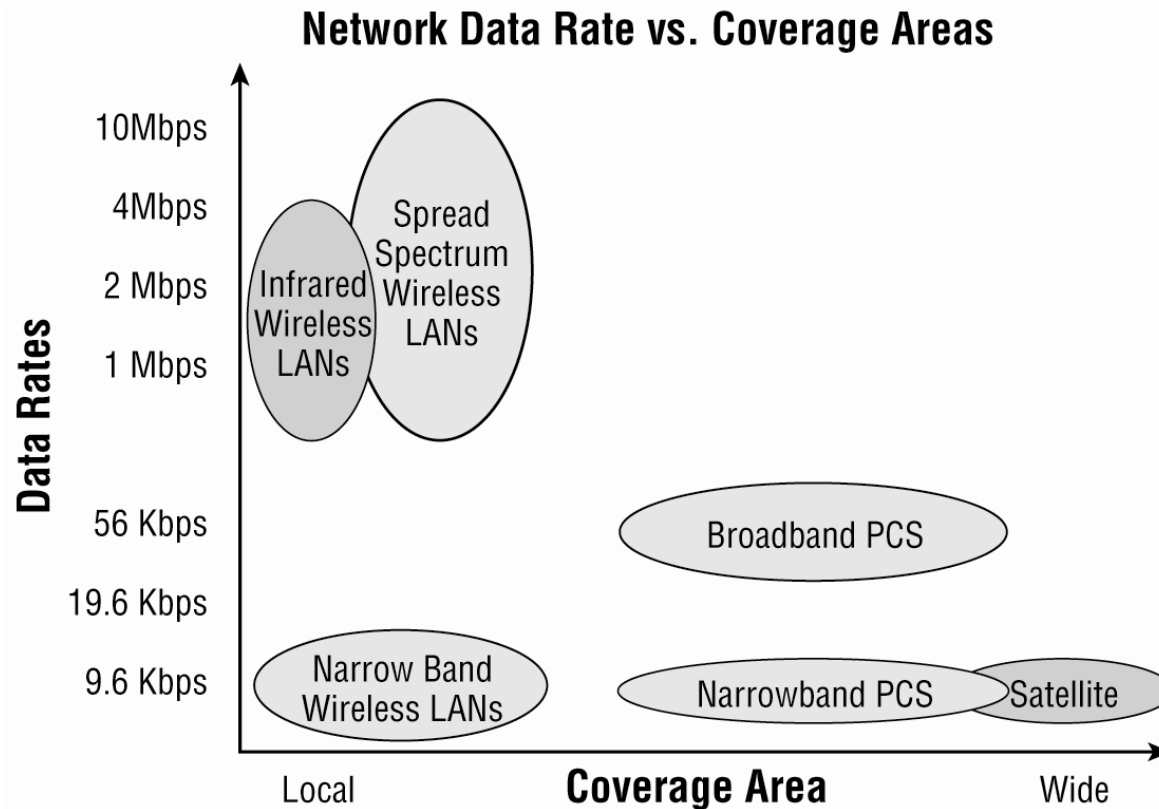 Network Data Rate vs. Coverage Areas
10Mbps
4Mbps
2 Mbps
1 Mbps
56 Kbps
19.6 Kbps
9.6 Kbps
Data Rates
Infrared
Wireless
LANs
Spread
Spectrum
Wireless
LANs
Broadband PCS
Narrow Band
Wireless LANs
Narrowband PCS
Satellite
Local
Coverage Area
Wide